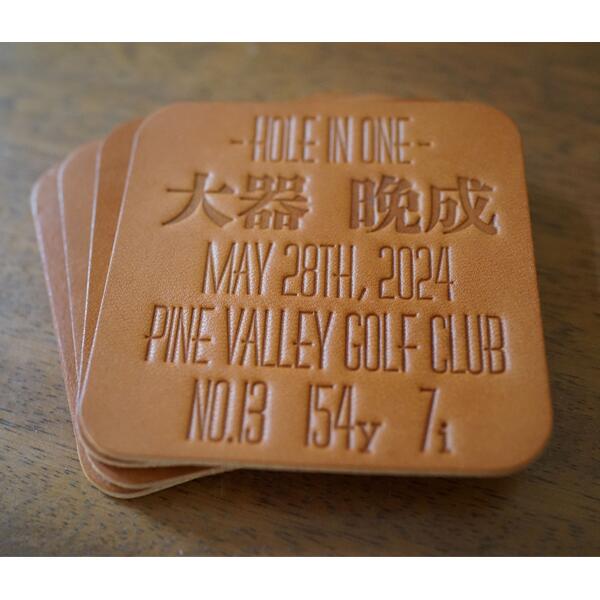 - HOLE IN ONE -
大器 晩成
MAY 28TH, 2024
PINE VALLEY GOLF CLUB
NO.13 154y 7i